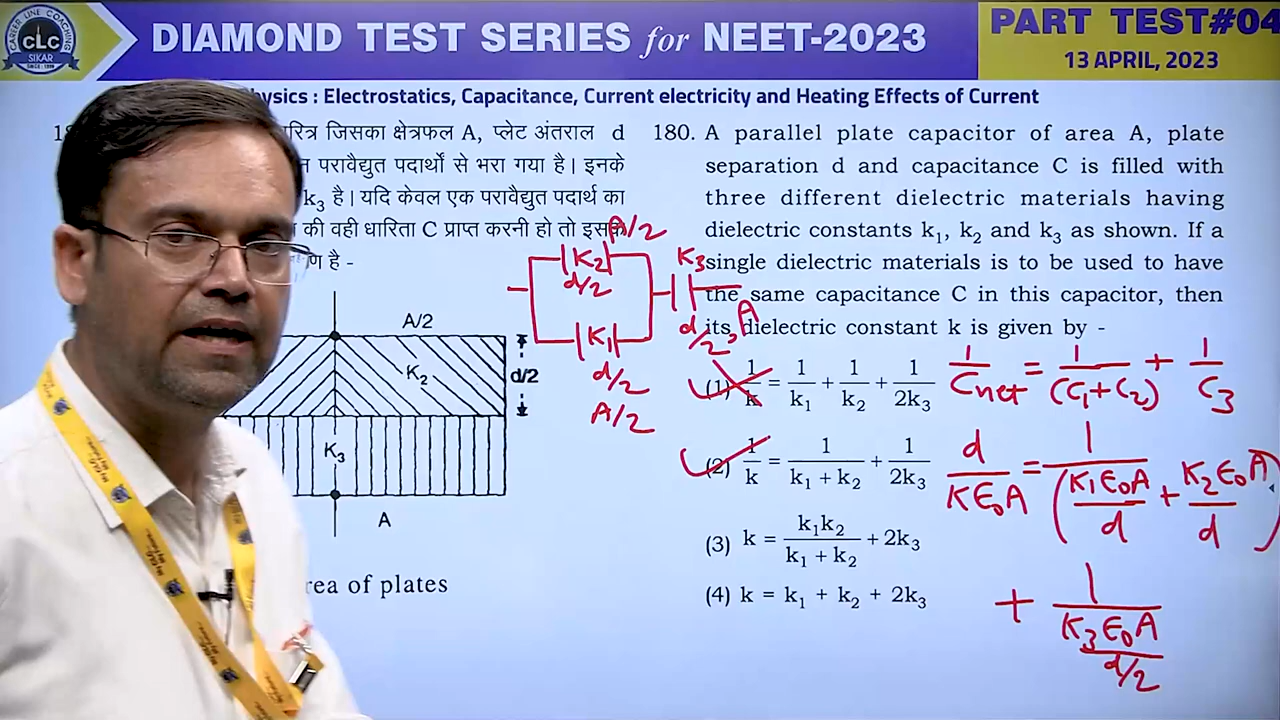 CAREER LINE COACHING
CLC
SIKAR
DIAMOND TEST SERIES for NEET-2023
PART TEST#04
13 APRIL, 2023
ysics : Electrostatics, Capacitance, Current electricity and Heating Effects of Current
जिसका क्षेत्रफल A, प्लेट अंतराल d
परावैद्युत पदार्थों से भरा गया है। इनके
k₃ है। यदि केवल एक परावैद्युत पदार्थ का
की वही धारिता C प्राप्त करनी हो तो इसके
है -
A/2
K₂
d/2
K₃
A
rea of plates
A/2
K₂
d/2
K₁
d/2
A/2
K₃
d/2, A
180. A parallel plate capacitor of area A, plate
separation d and capacitance C is filled with
three different dielectric materials having
dielectric constants k₁, k₂ and k₃ as shown. If a
single dielectric materials is to be used to have
the same capacitance C in this capacitor, then
its dielectric constant k is given by -
(1) 1/k = 1/k₁ + 1/k₂ + 1/2k₃
(2) 1/k = 1/(k₁ + k₂) + 1/2k₃
(3) k = k₁k₂/(k₁ + k₂) + 2k₃
(4) k = k₁ + k₂ + 2k₃
1/Cnet = 1/(C₁+C₂) + 1/C₃
d/(Kε₀A) = 1/(K₁ε₀A/d + K₂ε₀A/d)
+ 1/(K₃ε₀A/(d/2))